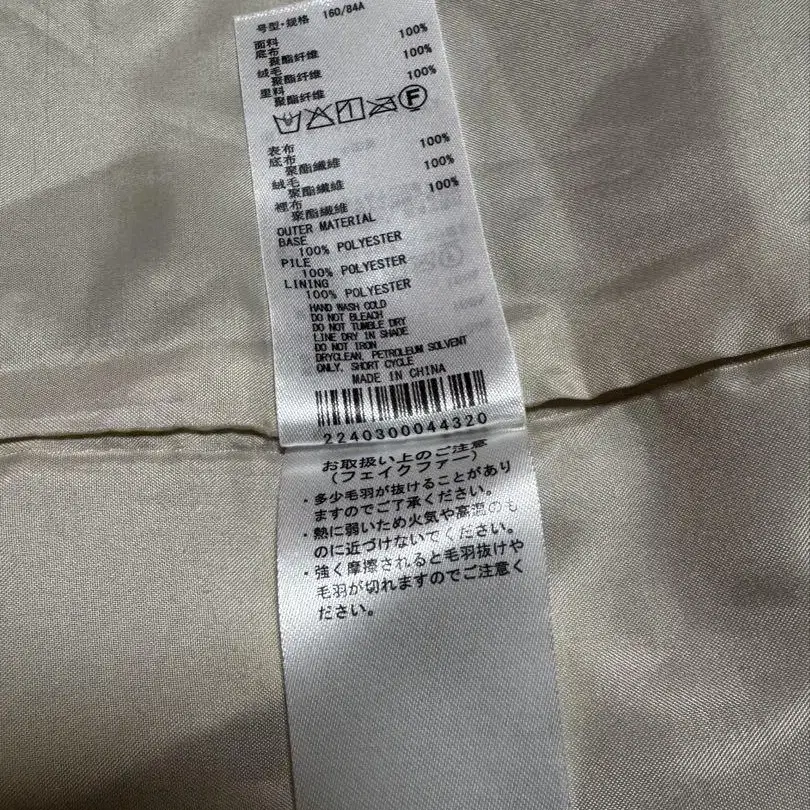 号型·规格 160/84A
面料
底布 100%
聚酯纤维
绒毛 100%
聚酯纤维
里料 100%
聚酯纤维
F
表布
底布 100%
聚酯纖維
绒毛 100%
聚酯纖維
裡布 100%
聚酯纖維
OUTER MATERIAL
BASE
100% POLYESTER
PILE
100% POLYESTER
LINING
100% POLYESTER
HAND WASH COLD
DO NOT BLEACH
DO NOT TUMBLE DRY
LINE DRY IN SHADE
DO NOT IRON
DRYCLEAN, PETROLEUM SOLVENT
ONLY. SHORT CYCLE
MADE IN CHINA
2240300044320
お取扱い上のご注意
(フェイクファー)
・多少毛羽が抜けることがあり
ますのでご了承ください。
・熱に弱いため火気や高温のも
のに近づけないでください。
・強く摩擦されると毛羽抜けや
毛羽が切れますのでご注意く
ださい。